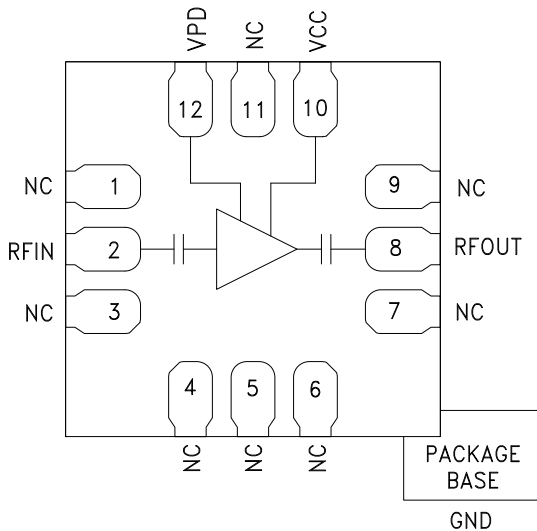 VPD NC VCC
12 11 10
NC 1 9 NC
RFIN 2 8 RFOUT
NC 3 7 NC
4 5 6
NC NC NC
PACKAGE
BASE
GND